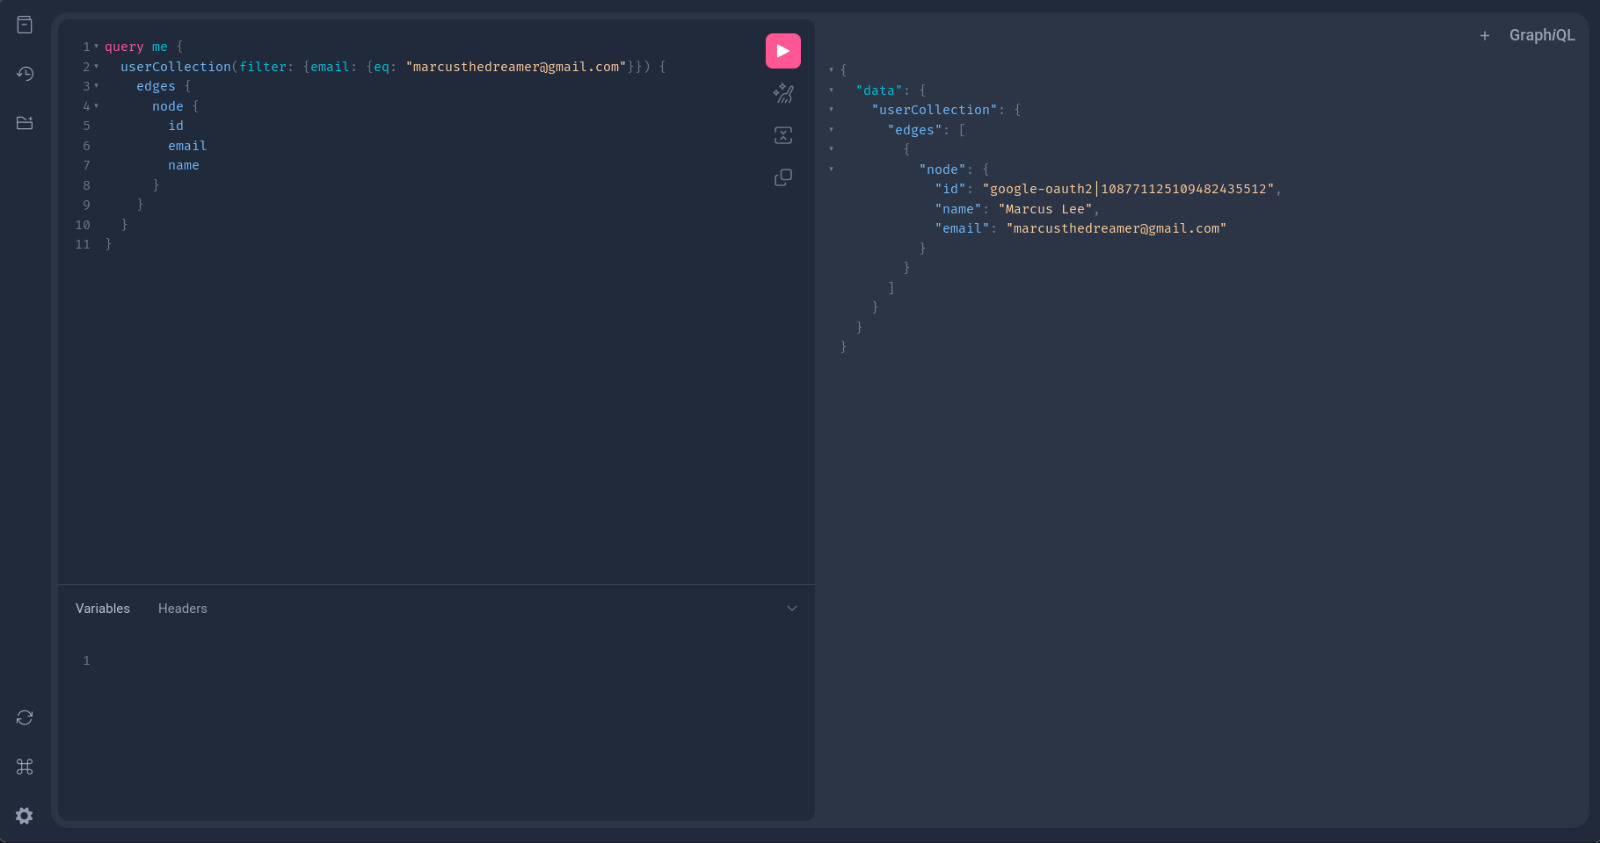 1 query me {
2 userCollection(filter: {email: {eq: "marcusthedreamer@gmail.com"}}) {
3 edges {
4 node {
5 id
6 email
7 name
8 }
9 }
10 }
11 }
Variables Headers
1
+ GraphiQL
{
"data": {
"userCollection": {
"edges": [
{
"node": {
"id": "google-oauth2|108771125109482435512",
"name": "Marcus Lee",
"email": "marcusthedreamer@gmail.com"
}
}
]
}
}
}